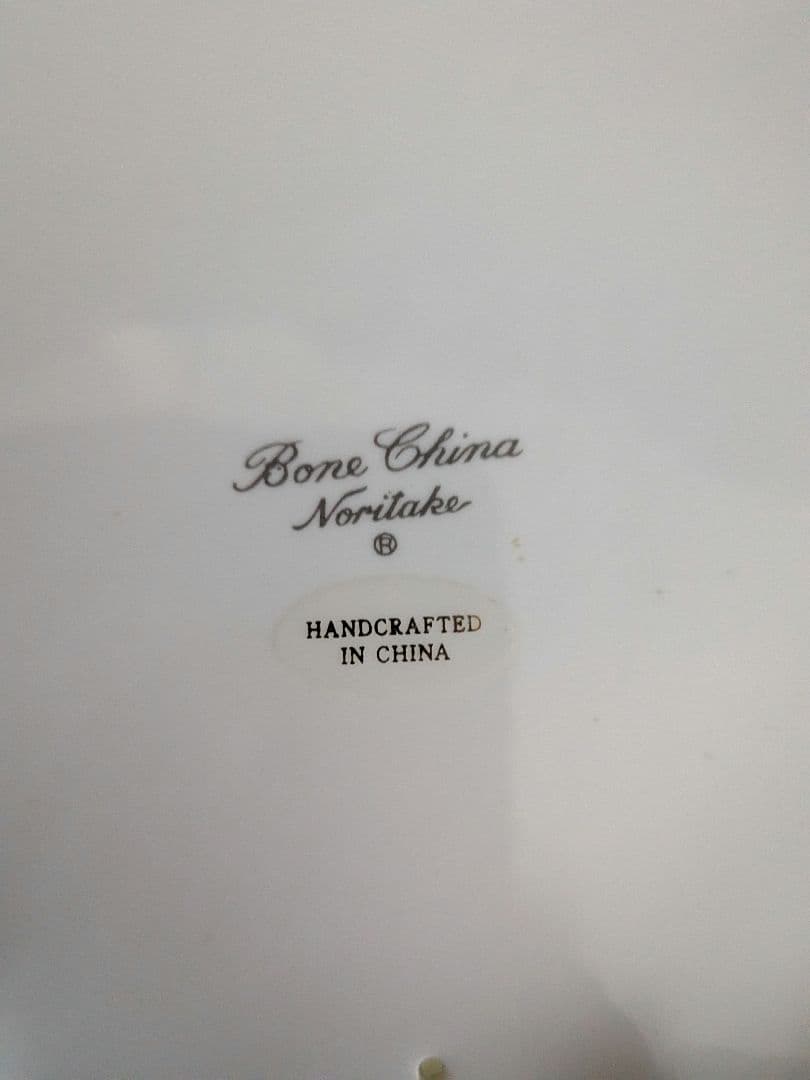 Bone China
Noritake
®
HANDCRAFTED
IN CHINA